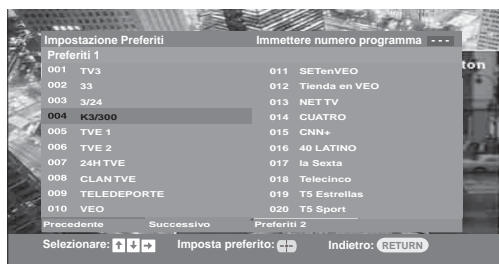 Impostazione Preferiti Immettere numero programma - - -
Preferiti 1
ton
001 TV3
002 33
003 3/24
004 K3/300
005 TVE 1
006 TVE 2
007 24H TVE
008 CLAN TVE
009 TELEDEPORTE
010 VEO
011 SETenVEO
012 Tienda en VEO
013 NET TV
014 CUATRO
015 CNN+
016 40 LATINO
017 la Sexta
018 Telecinco
019 T5 Estrellas
020 T5 Sport
Precedente Successivo Preferiti 2
Selezionare: ↑ ↓ → Imposta preferito: Indietro: RETURN